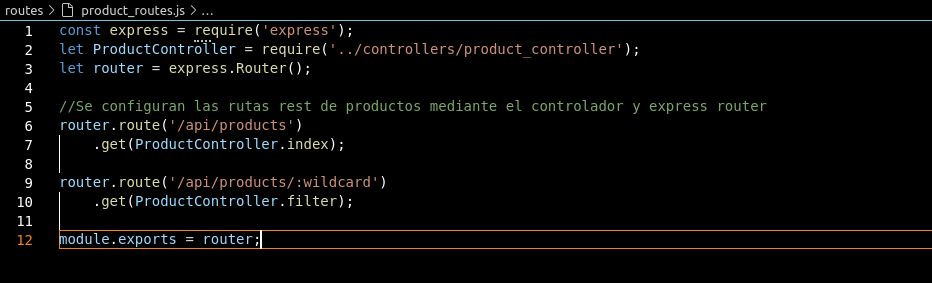 routes > product_routes.js > ...
1 const express = require('express');
2 let ProductController = require('../controllers/product_controller');
3 let router = express.Router();
4
5 //Se configuran las rutas rest de productos mediante el controlador y express router
6 router.route('/api/products')
7     .get(ProductController.index);
8
9 router.route('/api/products/:wildcard')
10     .get(ProductController.filter);
11
12 module.exports = router;